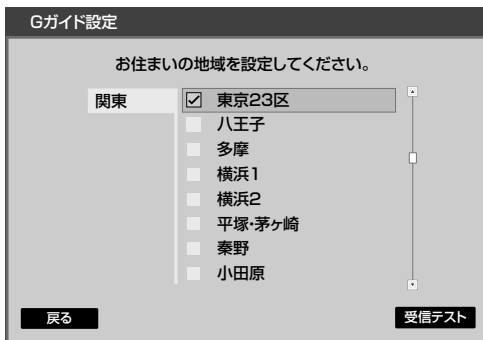 Gガイド設定
お住まいの地域を設定してください。
関東
東京23区
八王子
多摩
横浜1
横浜2
平塚・茅ヶ崎
秦野
小田原
戻る
受信テスト